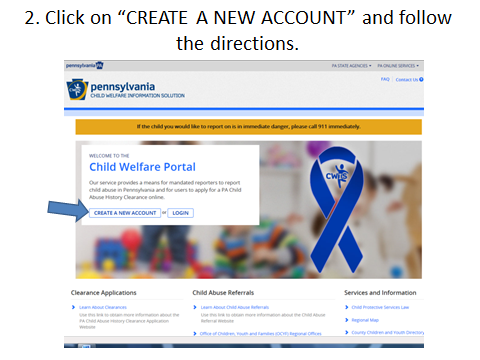 2. Click on “CREATE A NEW ACCOUNT” and follow
the directions.
pennsylvania PA
PA STATE AGENCIES
PA ONLINE SERVICES
FAQ | Contact Us
pennsylvania
CHILD WELFARE INFORMATION SOLUTION
If the child you would like to report on is in immediate danger, please call 911 immediately.
WELCOME TO THE
Child Welfare Portal
Our service provides a means for mandated reporters to report
child abuse in Pennsylvania and for users to apply for a PA Child
Abuse History Clearance online.
CREATE A NEW ACCOUNT or LOGIN
CWIS
Clearance Applications
Learn About Clearances
Use this link to obtain more information about the
PA Child Abuse History Clearance Application
Website
Child Abuse Referrals
Learn About Child Abuse Referrals
Use this link to obtain more information about the Child Abuse
Referral Website
Office of Children, Youth and Families (OCYF) Regional Offices
Services and Information
Child Protective Services Law
Regional Map
County Children and Youth Directory